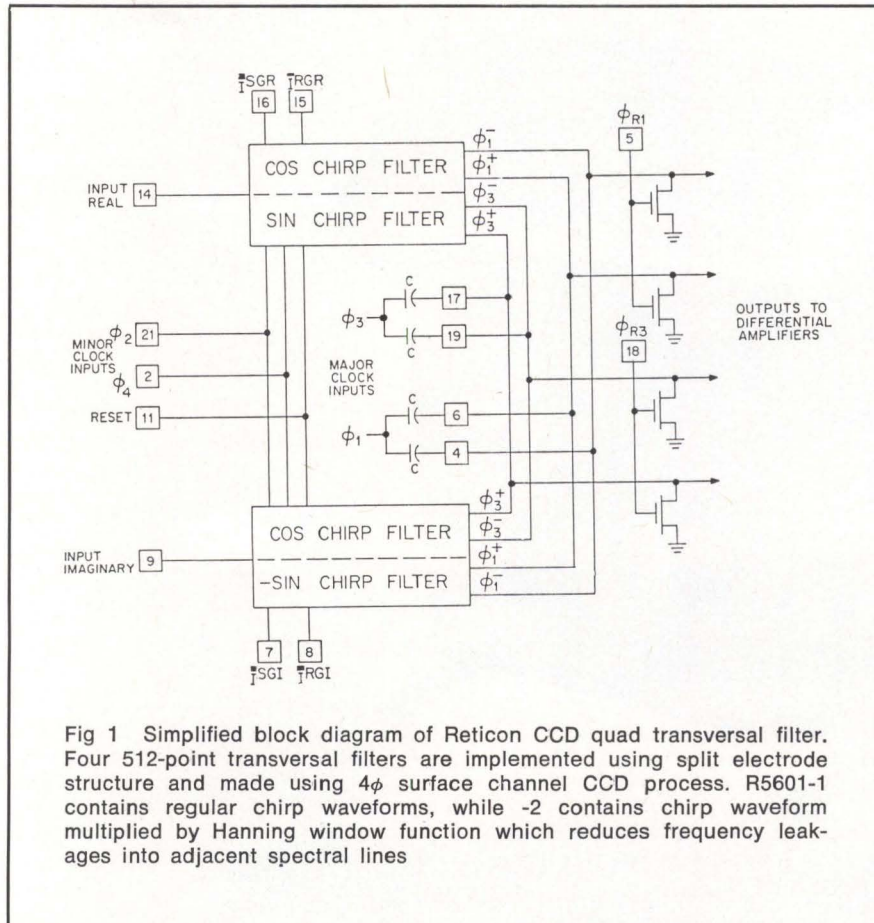 SGR
RGR
16
15
INPUT
REAL
14
COS CHIRP FILTER
SIN CHIRP FILTER
ϕ1⁻
ϕ1⁺
ϕ3⁻
ϕ3⁺
ϕR1
5
MINOR
CLOCK
INPUTS
ϕ2
21
ϕ4
2
RESET
11
ϕ3
C
17
C
19
MAJOR
CLOCK
INPUTS
ϕ1
C
6
C
4
ϕR3
18
OUTPUTS TO
DIFFERENTIAL
AMPLIFIERS
INPUT
IMAGINARY
9
COS CHIRP FILTER
-SIN CHIRP FILTER
ϕ3⁺
ϕ3⁻
ϕ1⁺
ϕ1⁻
7
8
SGI
RGI
Fig 1 Simplified block diagram of Reticon CCD quad transversal filter.
Four 512-point transversal filters are implemented using split electrode
structure and made using 4ϕ surface channel CCD process. R5601-1
contains regular chirp waveforms, while -2 contains chirp waveform
multiplied by Hanning window function which reduces frequency leak-
ages into adjacent spectral lines